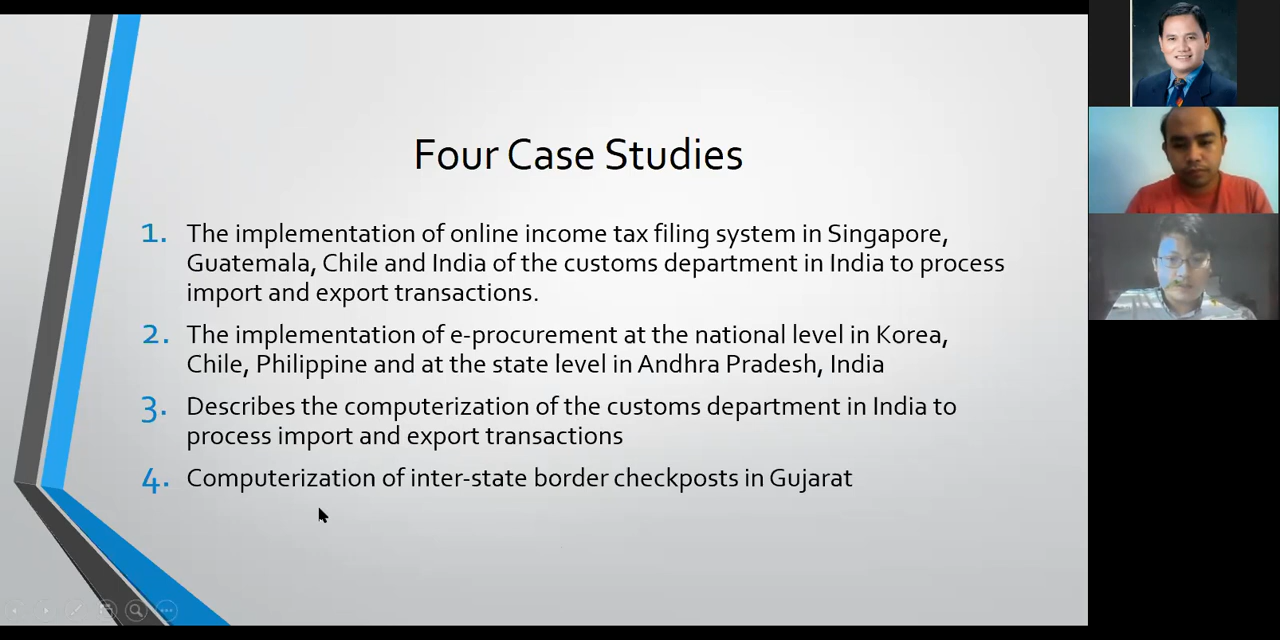 Four Case Studies
1. The implementation of online income tax filing system in Singapore,
Guatemala, Chile and India of the customs department in India to process
import and export transactions.
2. The implementation of e-procurement at the national level in Korea,
Chile, Philippine and at the state level in Andhra Pradesh, India
3. Describes the computerization of the customs department in India to
process import and export transactions
4. Computerization of inter-state border checkposts in Gujarat